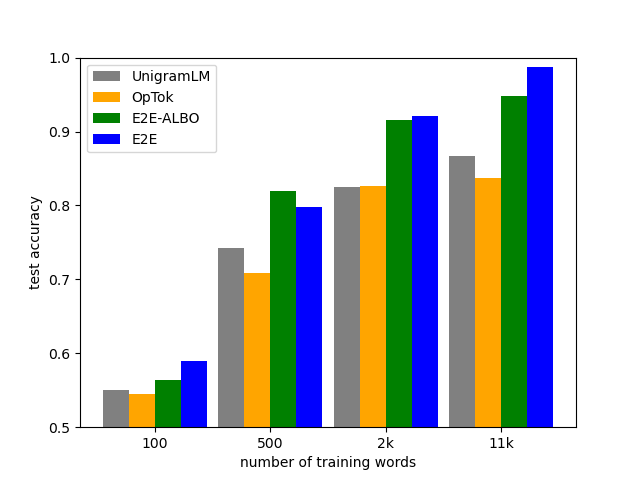 1.0
0.9
0.8
0.7
0.6
0.5
test accuracy
UnigramLM
OpTok
E2E-ALBO
E2E
100 500 2k 11k
number of training words